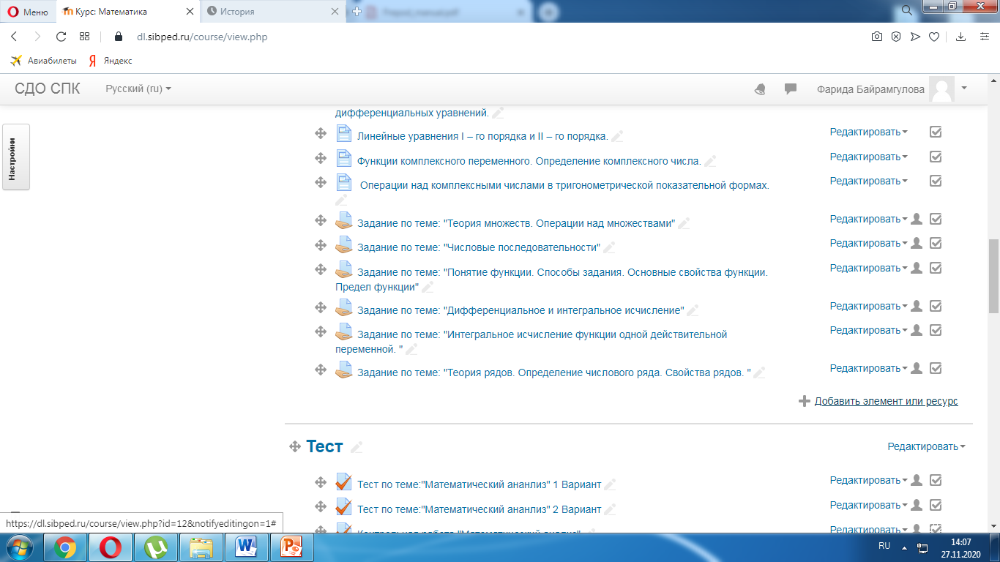 Меню
Курс: Математика
История
dl.sibped.ru/course/view.php
Авиабилеты
Яндекс
СДО СПК
Русский (ru)
Фарида Байрамгулова
Настройки
дифференциальных уравнений.
Линейные уравнения I – го порядка и II – го порядка.
Редактировать
Функции комплексного переменного. Определение комплексного числа.
Редактировать
Операции над комплексными числами в тригонометрической показательной формах.
Редактировать
Задание по теме: "Теория множеств. Операции над множествами"
Редактировать
Задание по теме: "Числовые последовательности"
Редактировать
Задание по теме: "Понятие функции. Способы задания. Основные свойства функции.
Предел функции"
Редактировать
Задание по теме: "Дифференциальное и интегральное исчисление"
Редактировать
Задание по теме: "Интегральное исчисление функции одной действительной
переменной. "
Редактировать
Задание по теме: "Теория рядов. Определение числового ряда. Свойства рядов. "
Редактировать
Добавить элемент или ресурс
Тест
Редактировать
Тест по теме:"Математический ананлиз" 1 Вариант
Редактировать
Тест по теме:"Математический ананлиз" 2 Вариант
Редактировать
Редактировать
https://dl.sibped.ru/course/view.php?id=12&notifyeditingon=1#
RU
14:07
27.11.2020